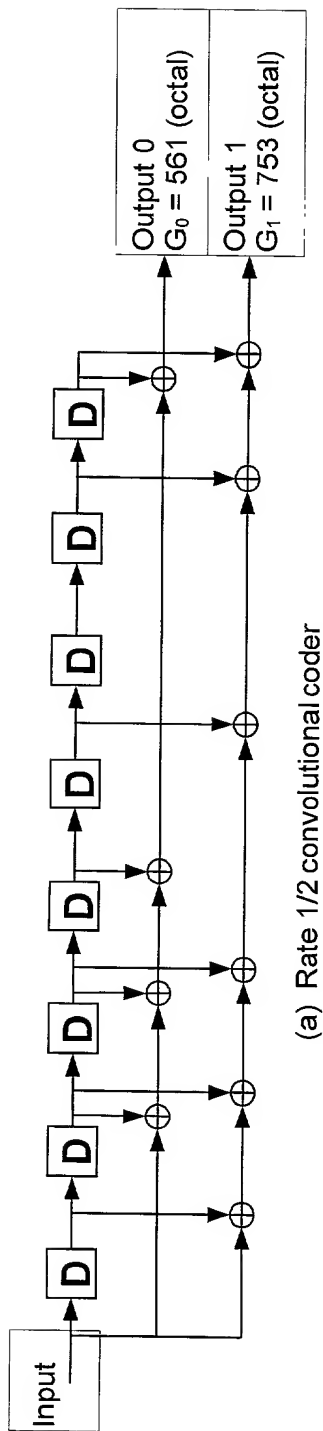 Input
D
D
D
D
D
D
D
D
Output 0
G₀ = 561 (octal)
Output 1
G₁ = 753 (octal)
(a) Rate 1/2 convolutional coder